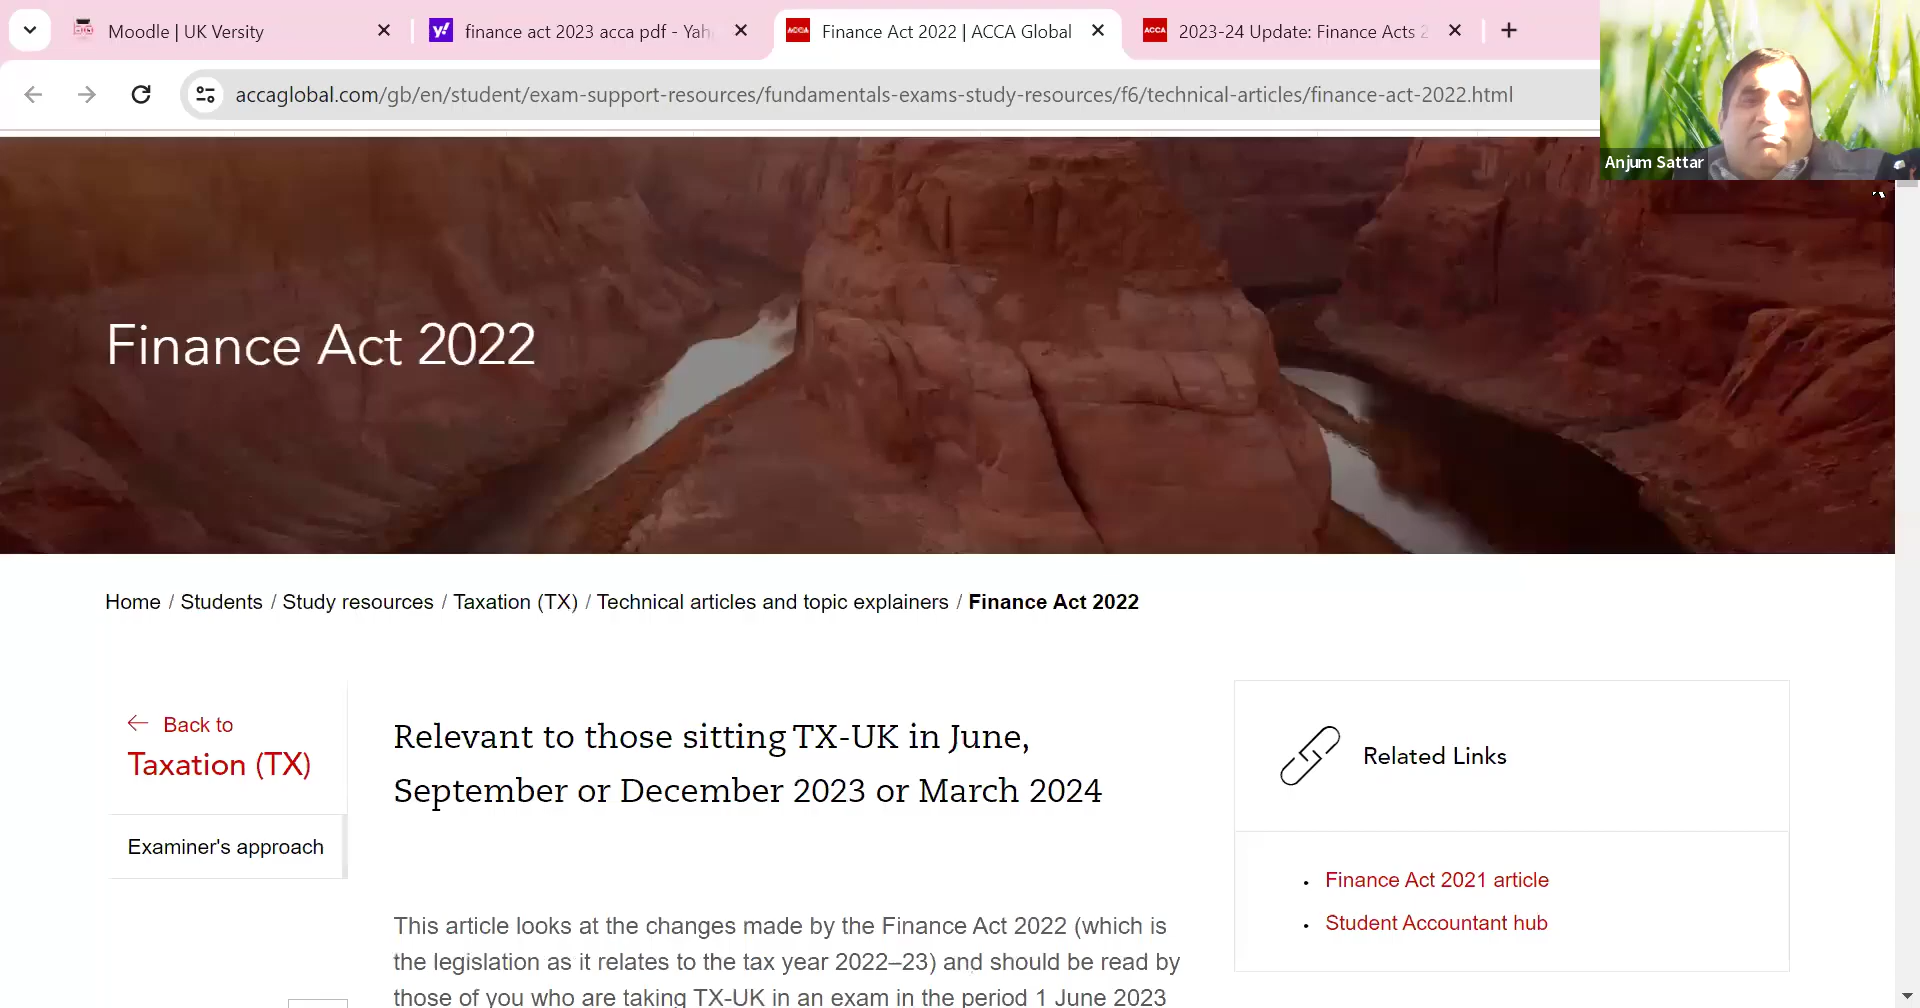 Moodle | UK Versity
finance act 2023 acca pdf - Yah
Finance Act 2022 | ACCA Global
2023-24 Update: Finance Acts 2
accaglobal.com/gb/en/student/exam-support-resources/fundamentals-exams-study-resources/f6/technical-articles/finance-act-2022.html
Anjum Sattar
Finance Act 2022
Home / Students / Study resources / Taxation (TX) / Technical articles and topic explainers / Finance Act 2022
Back to
Taxation (TX)
Examiner's approach
Relevant to those sitting TX-UK in June,
September or December 2023 or March 2024
This article looks at the changes made by the Finance Act 2022 (which is
the legislation as it relates to the tax year 2022–23) and should be read by
those of you who are taking TX-UK in an exam in the period 1 June 2023
Related Links
• Finance Act 2021 article
• Student Accountant hub